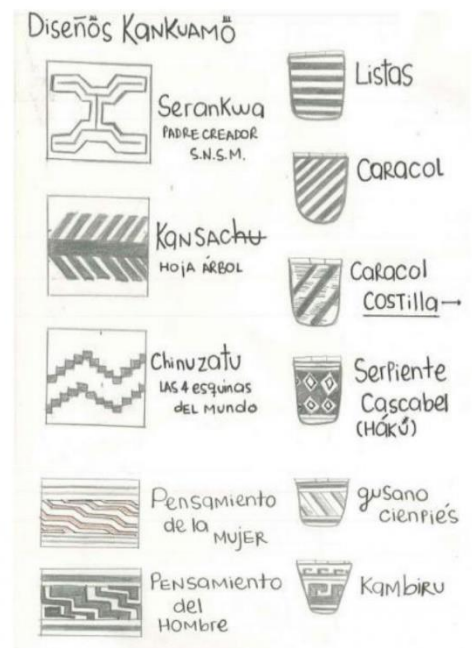 Diseños Kankuamö
Serankwa
PADRE CREADOR
S.N.S.M.
Kansachu
HOJA ÁRBOL
Chinuzatu
LAS 4 esquinas
DEL MUNDO
Pensamiento
de la
MUJER
PENSAMIENTO
del
HOMBRE
Listas
CARACOL
CARACOL
COSTILLA→
SERPIENTE
CASCABEL
(HÁKÚ)
gusano
cienpiés
KAMBIRU